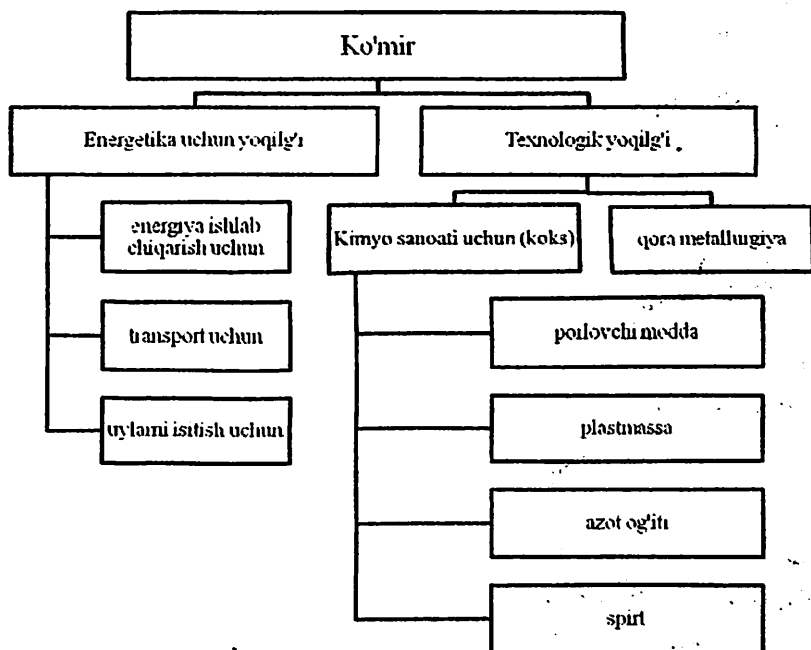 Ko'mir
Energetika uchun yoqilg'i
Texnologik yoqilg'i
energiya ishlab
chiqarish uchun
Kimyo sanoati uchun (koks)
qora metallurgiya
transport uchun
portlovchi modda
uylarni isitish uchun
plastmassa
azot og'iti
spirt